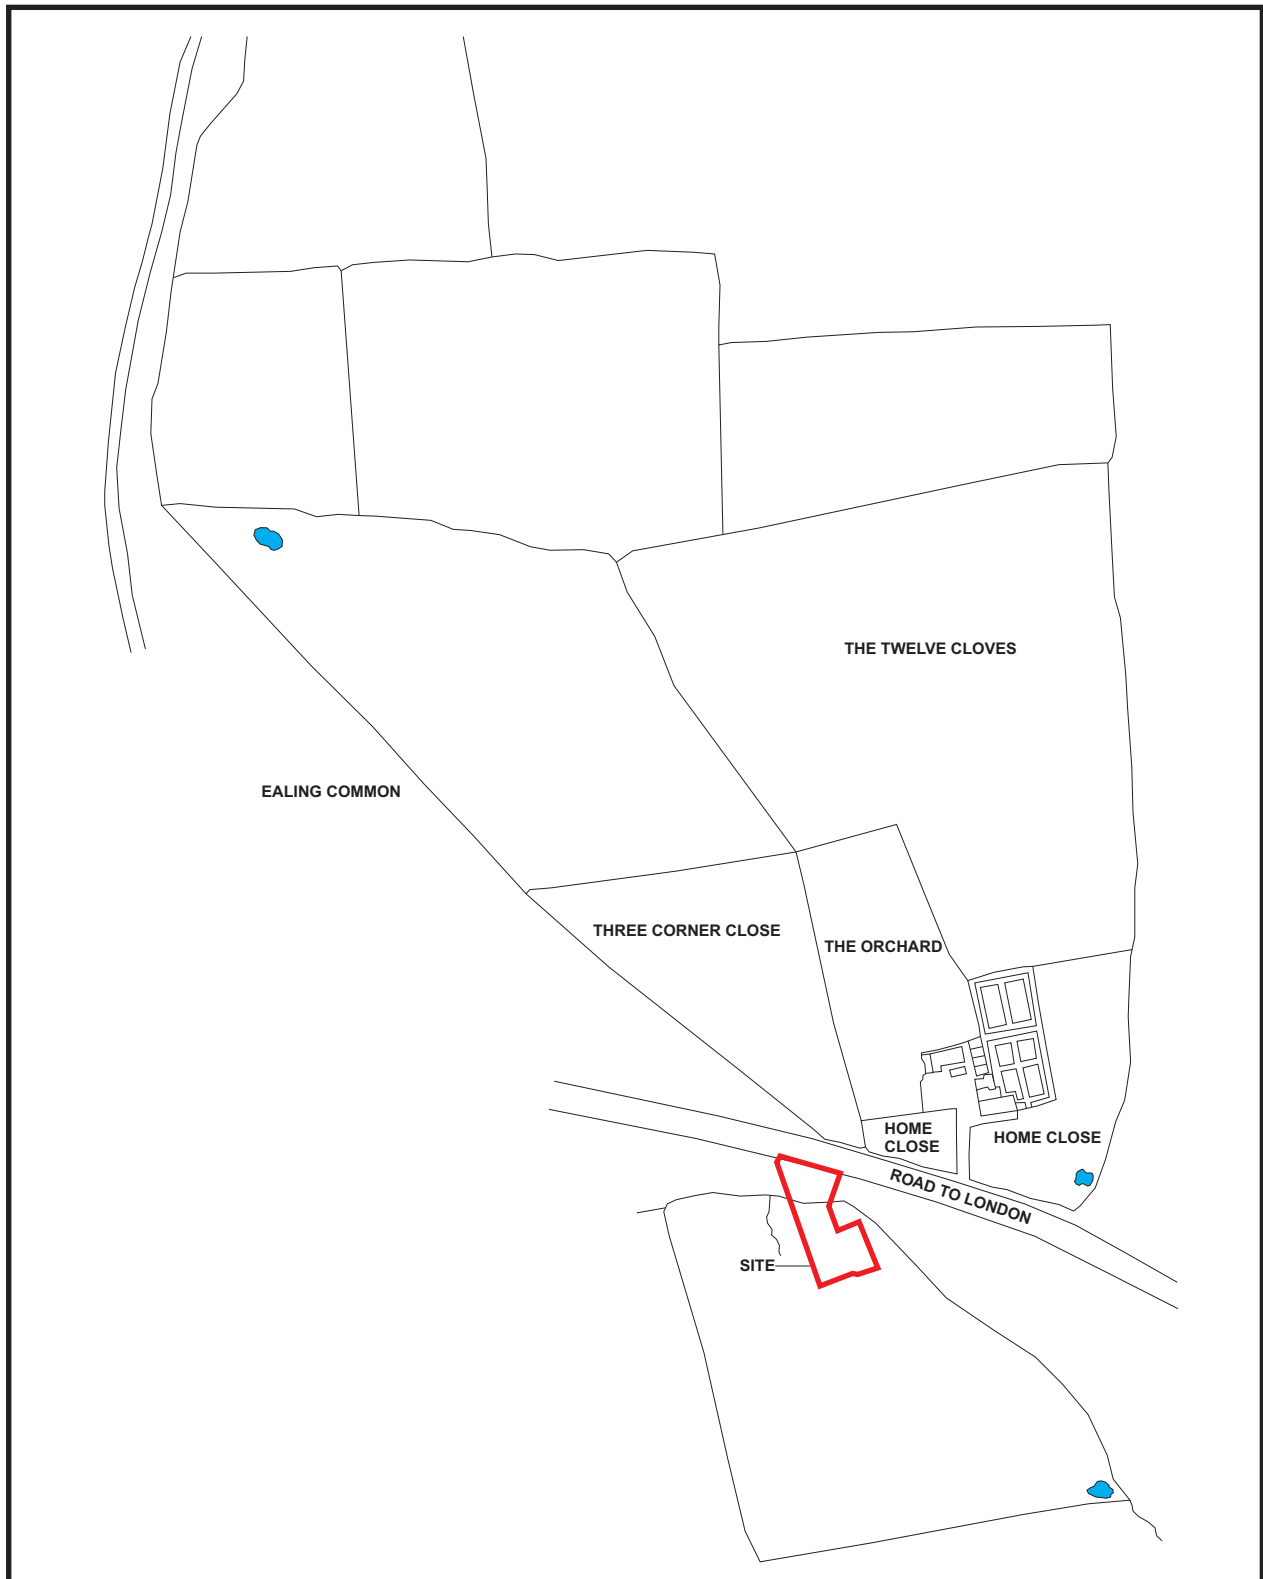 THE TWELVE CLOVES
EALING COMMON
THREE CORNER CLOSE
THE ORCHARD
HOME
CLOSE
HOME CLOSE
ROAD TO LONDON
SITE